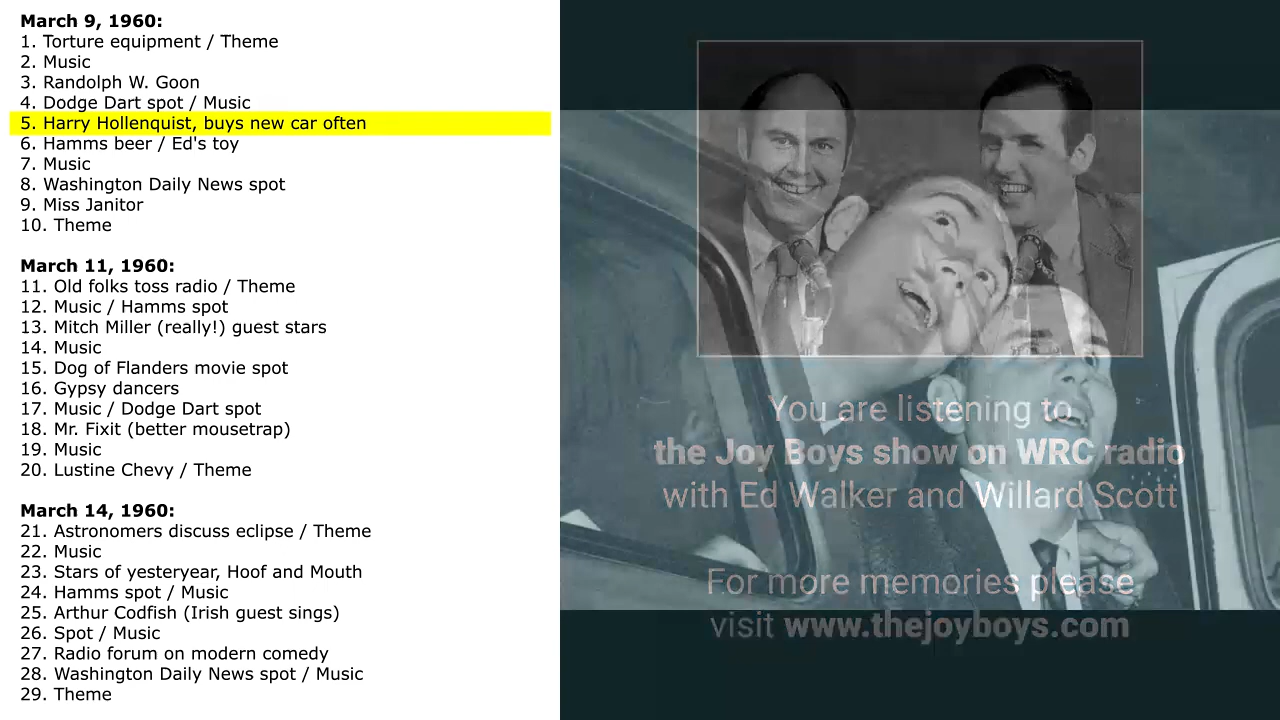 March 9, 1960:
1. Torture equipment / Theme
2. Music
3. Randolph W. Goon
4. Dodge Dart spot / Music
5. Harry Hollenquist, buys new car often
6. Hamms beer / Ed's toy
7. Music
8. Washington Daily News spot
9. Miss Janitor
10. Theme
March 11, 1960:
11. Old folks toss radio / Theme
12. Music / Hamms spot
13. Mitch Miller (really!) guest stars
14. Music
15. Dog of Flanders movie spot
16. Gypsy dancers
17. Music / Dodge Dart spot
18. Mr. Fixit (better mousetrap)
19. Music
20. Lustine Chevy / Theme
March 14, 1960:
21. Astronomers discuss eclipse / Theme
22. Music
23. Stars of yesteryear, Hoof and Mouth
24. Hamms spot / Music
25. Arthur Codfish (Irish guest sings)
26. Spot / Music
27. Radio forum on modern comedy
28. Washington Daily News spot / Music
29. Theme
You are listening to
the Joy Boys show on WRC radio
with Ed Walker and Willard Scott
For more memories please
visit www.thejoyboys.com